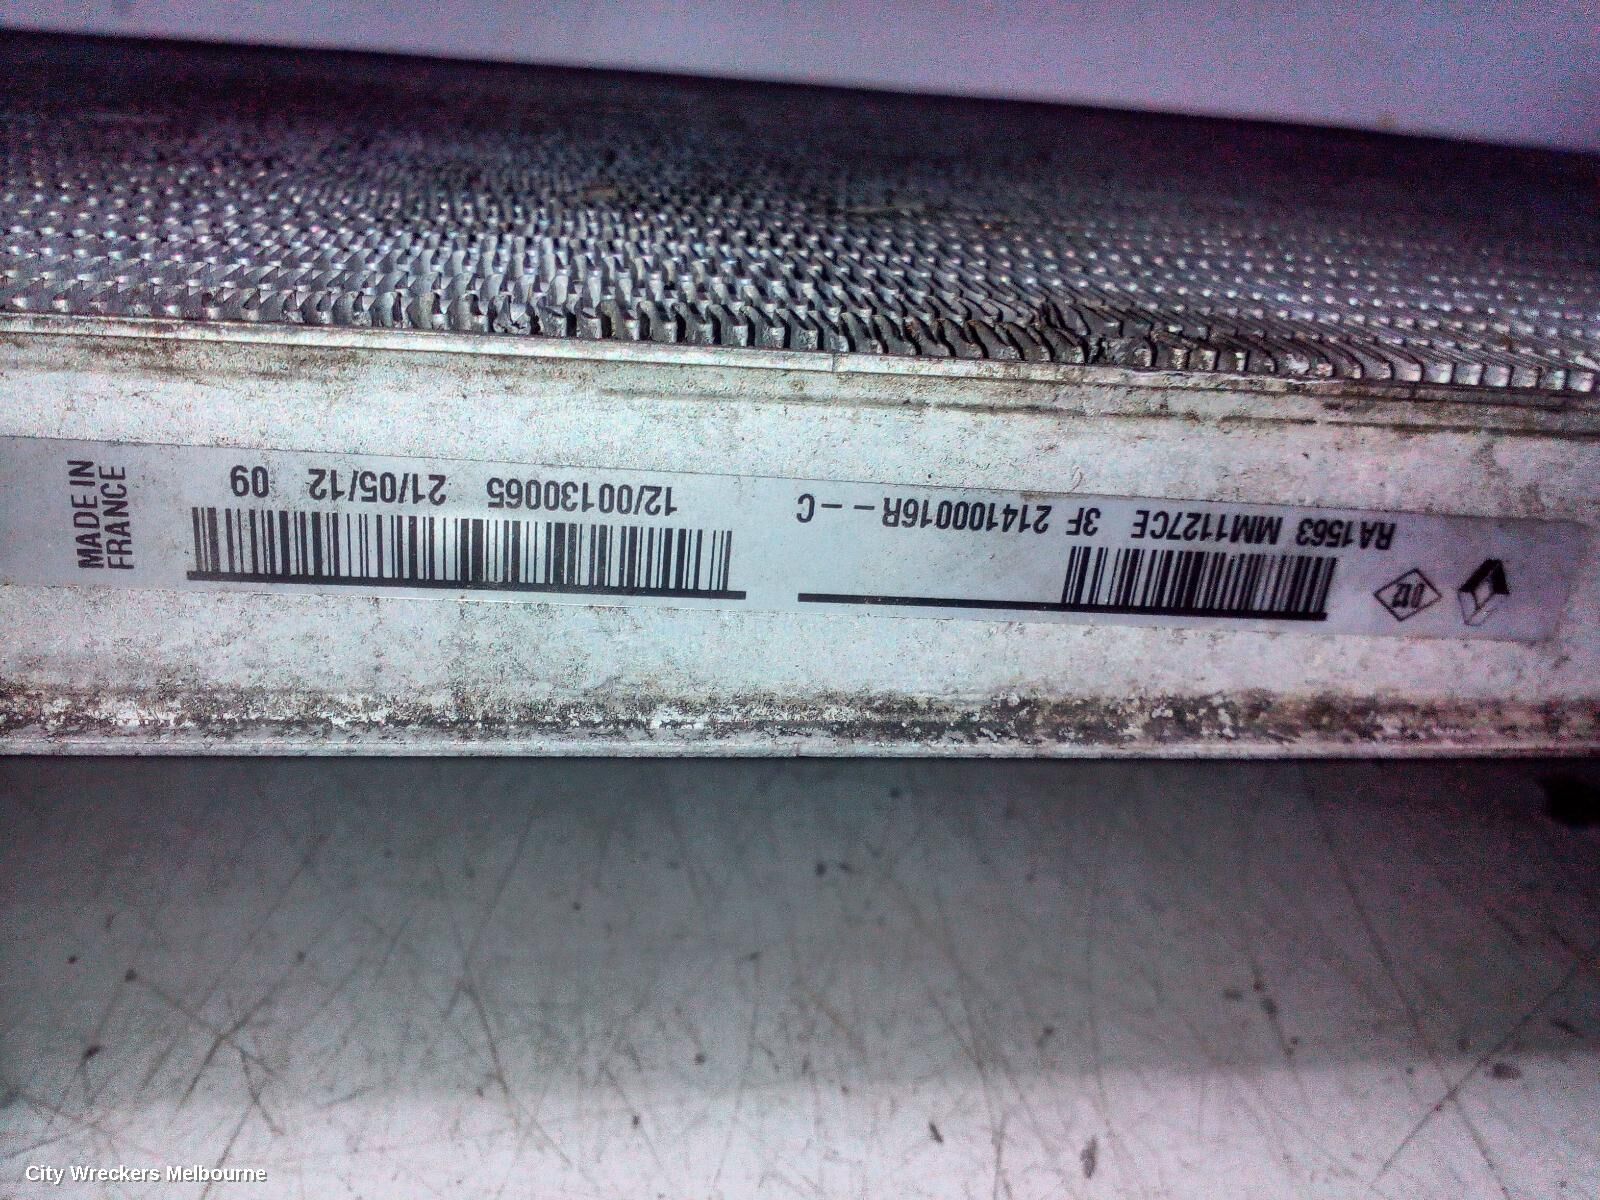 RA1563 MM1127CE 3F 214100016R - - C
12/00130065 21/05/12 09
MADE IN
FRANCE
City Wreckers Melbourne